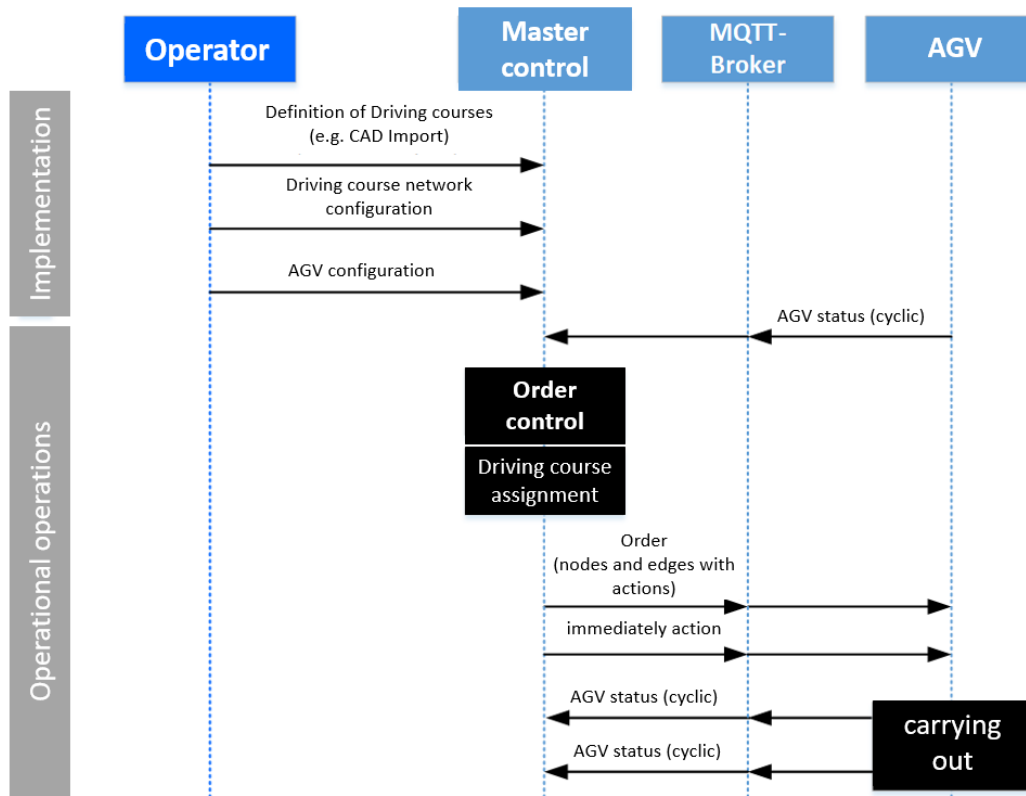 Operator
Master
control
MQTT-
Broker
AGV
Implementation
Definition of Driving courses
(e.g. CAD Import)
Driving course network
configuration
AGV configuration
AGV status (cyclic)
Operational operations
Order
control
Driving course
assignment
Order
(nodes and edges with
actions)
immediately action
AGV status (cyclic)
AGV status (cyclic)
carrying
out